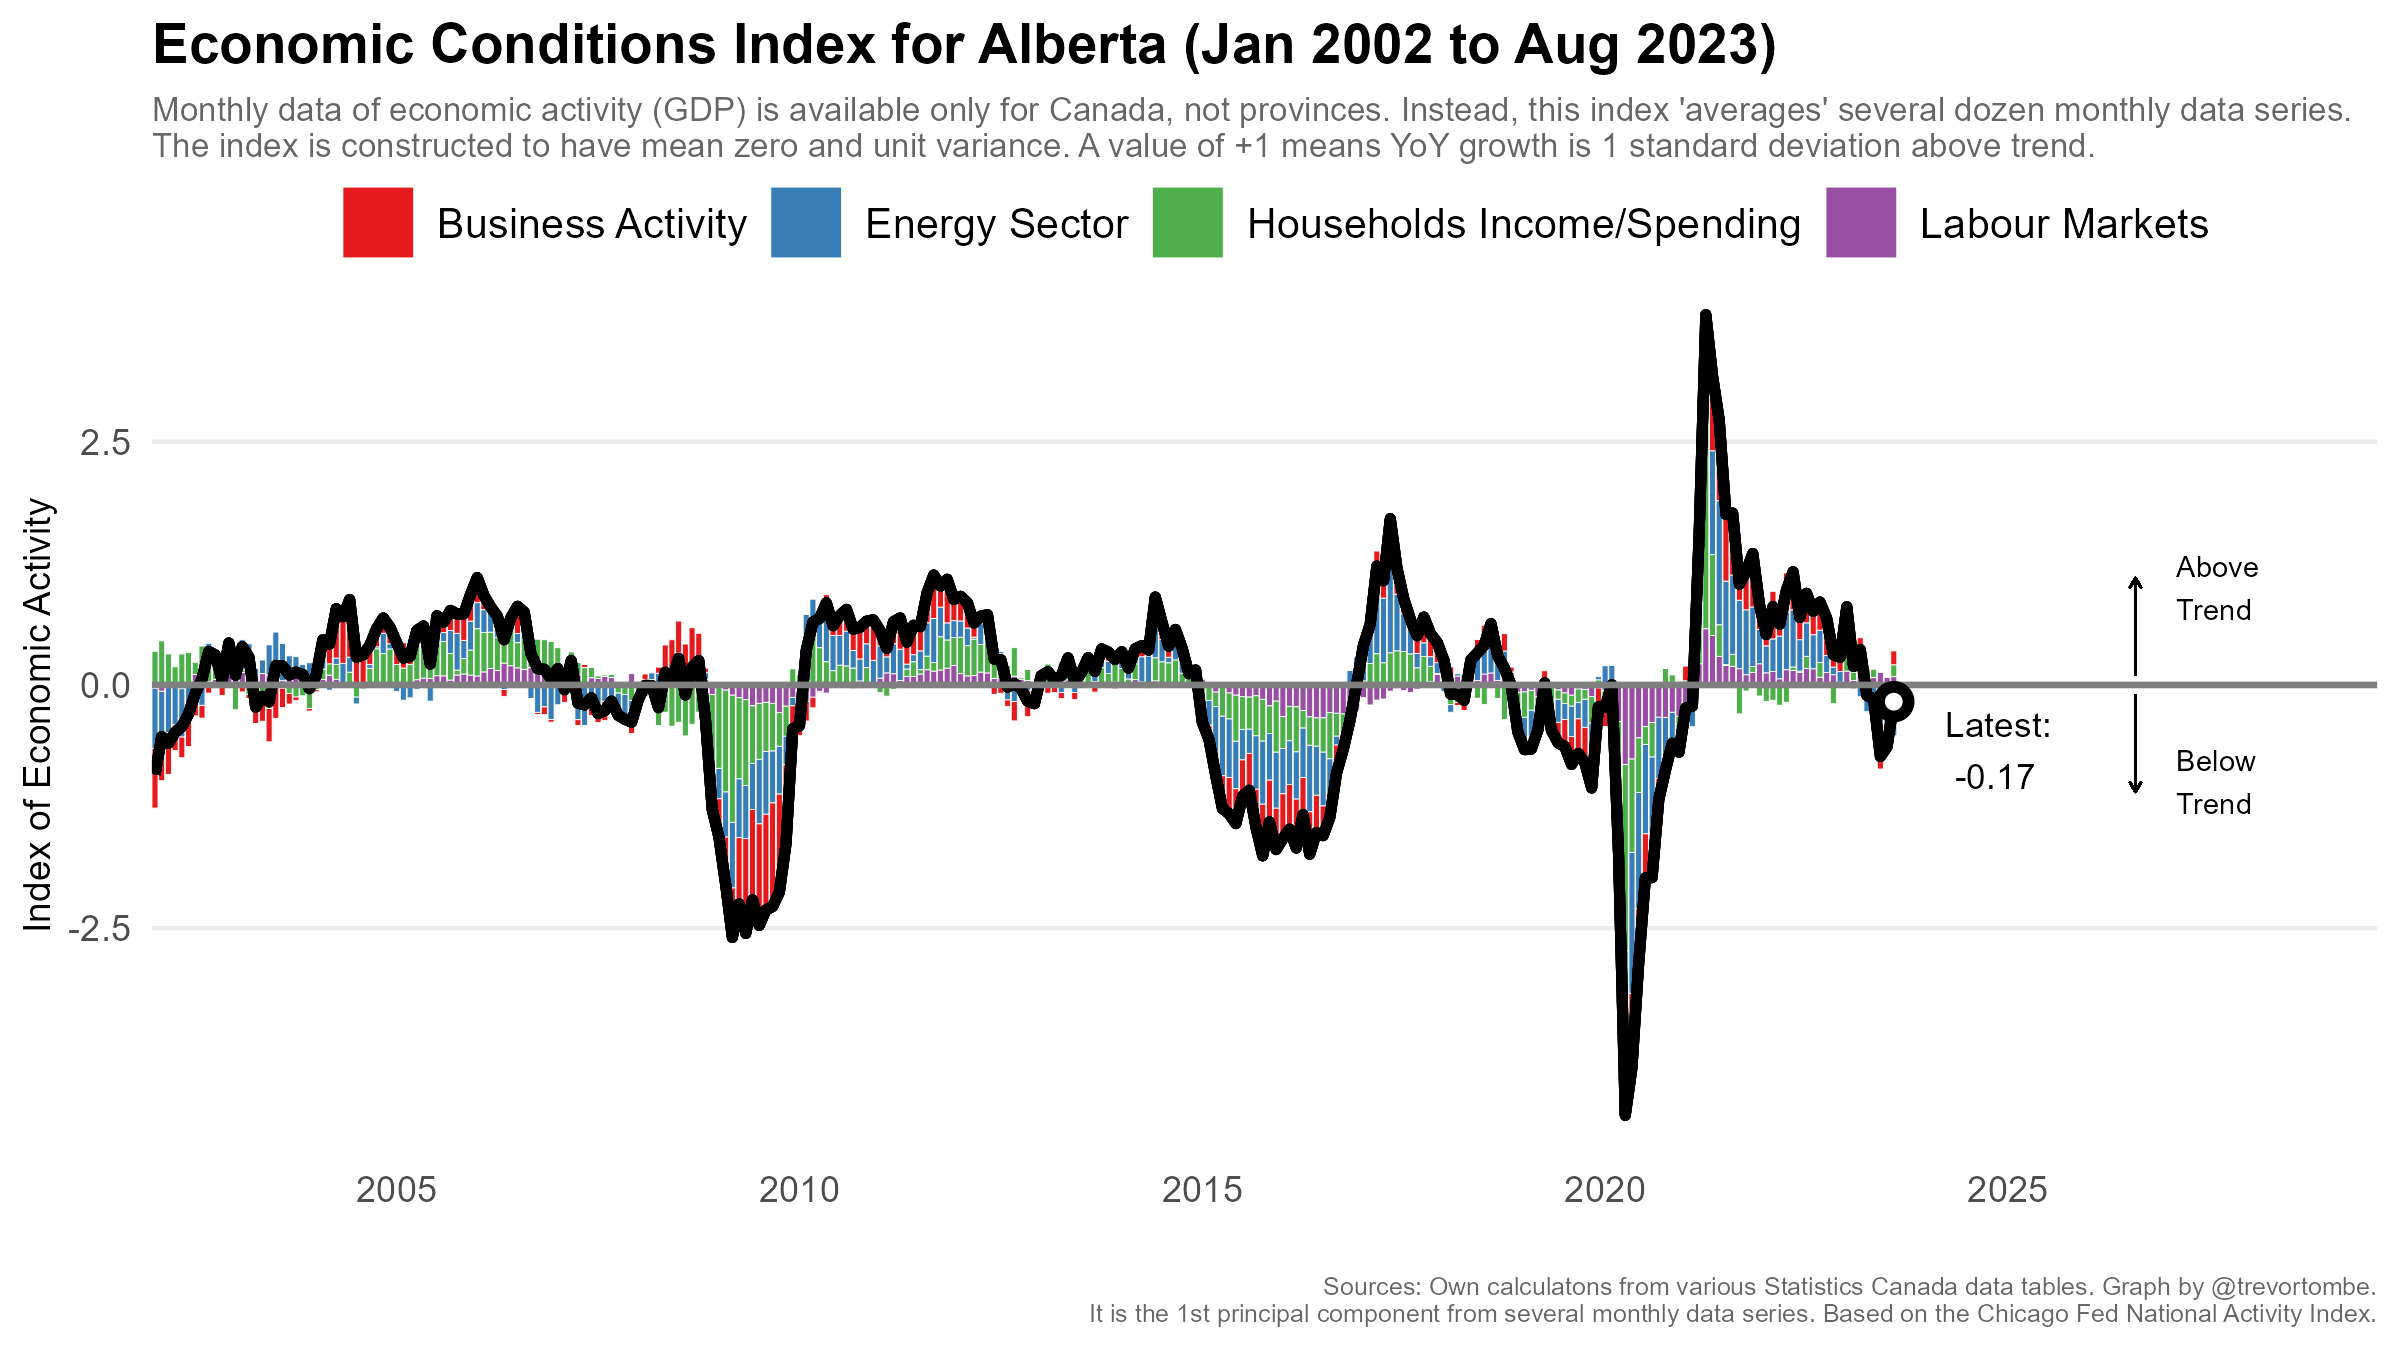 Economic Conditions Index for Alberta (Jan 2002 to Aug 2023)
Monthly data of economic activity (GDP) is available only for Canada, not provinces. Instead, this index 'averages' several dozen monthly data series.
The index is constructed to have mean zero and unit variance. A value of +1 means YoY growth is 1 standard deviation above trend.
Business Activity
Energy Sector
Households Income/Spending
Labour Markets
Index of Economic Activity
2.5
0.0
-2.5
Above
Trend
Latest:
-0.17
Below
Trend
2005
2010
2015
2020
2025
Sources: Own calculatons from various Statistics Canada data tables. Graph by @trevortombe.
It is the 1st principal component from several monthly data series. Based on the Chicago Fed National Activity Index.